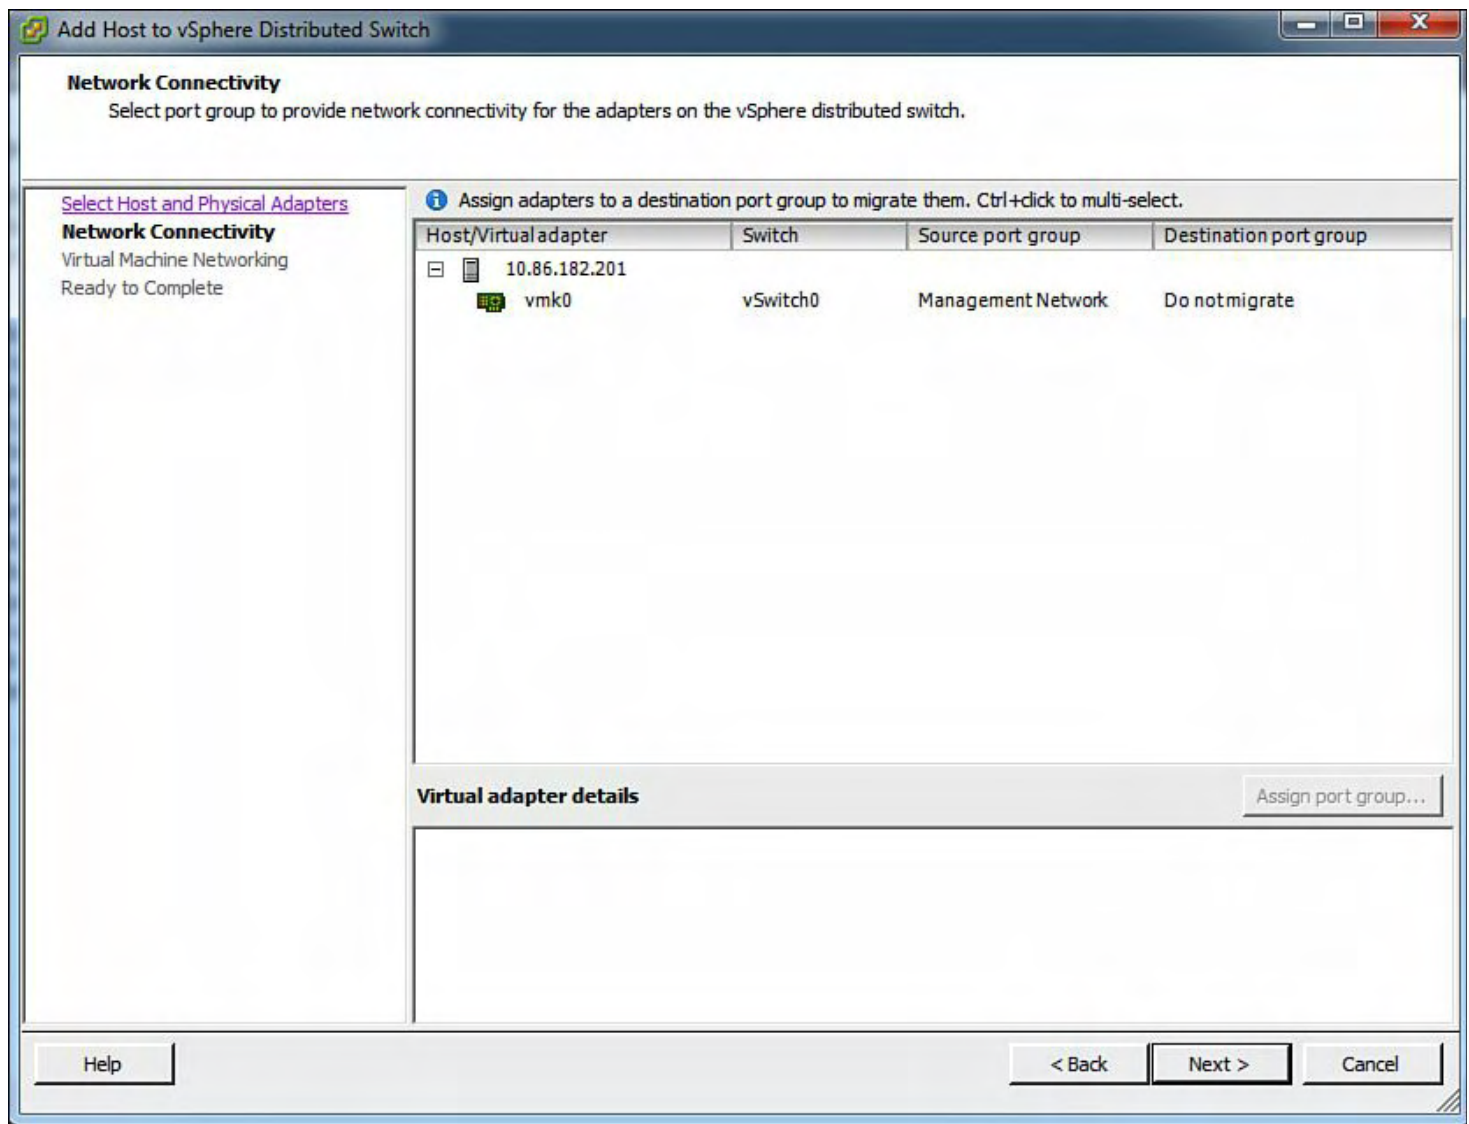 Add Host to vSphere Distributed Switch
Network Connectivity
Select port group to provide network connectivity for the adapters on the vSphere distributed switch.
Select Host and Physical Adapters
Network Connectivity
Virtual Machine Networking
Ready to Complete
Assign adapters to a destination port group to migrate them. Ctrl+click to multi-select.
Host/Virtual adapter Switch Source port group Destination port group
10.86.182.201
vmk0 vSwitch0 Management Network Do not migrate
Virtual adapter details Assign port group...
Help < Back Next > Cancel